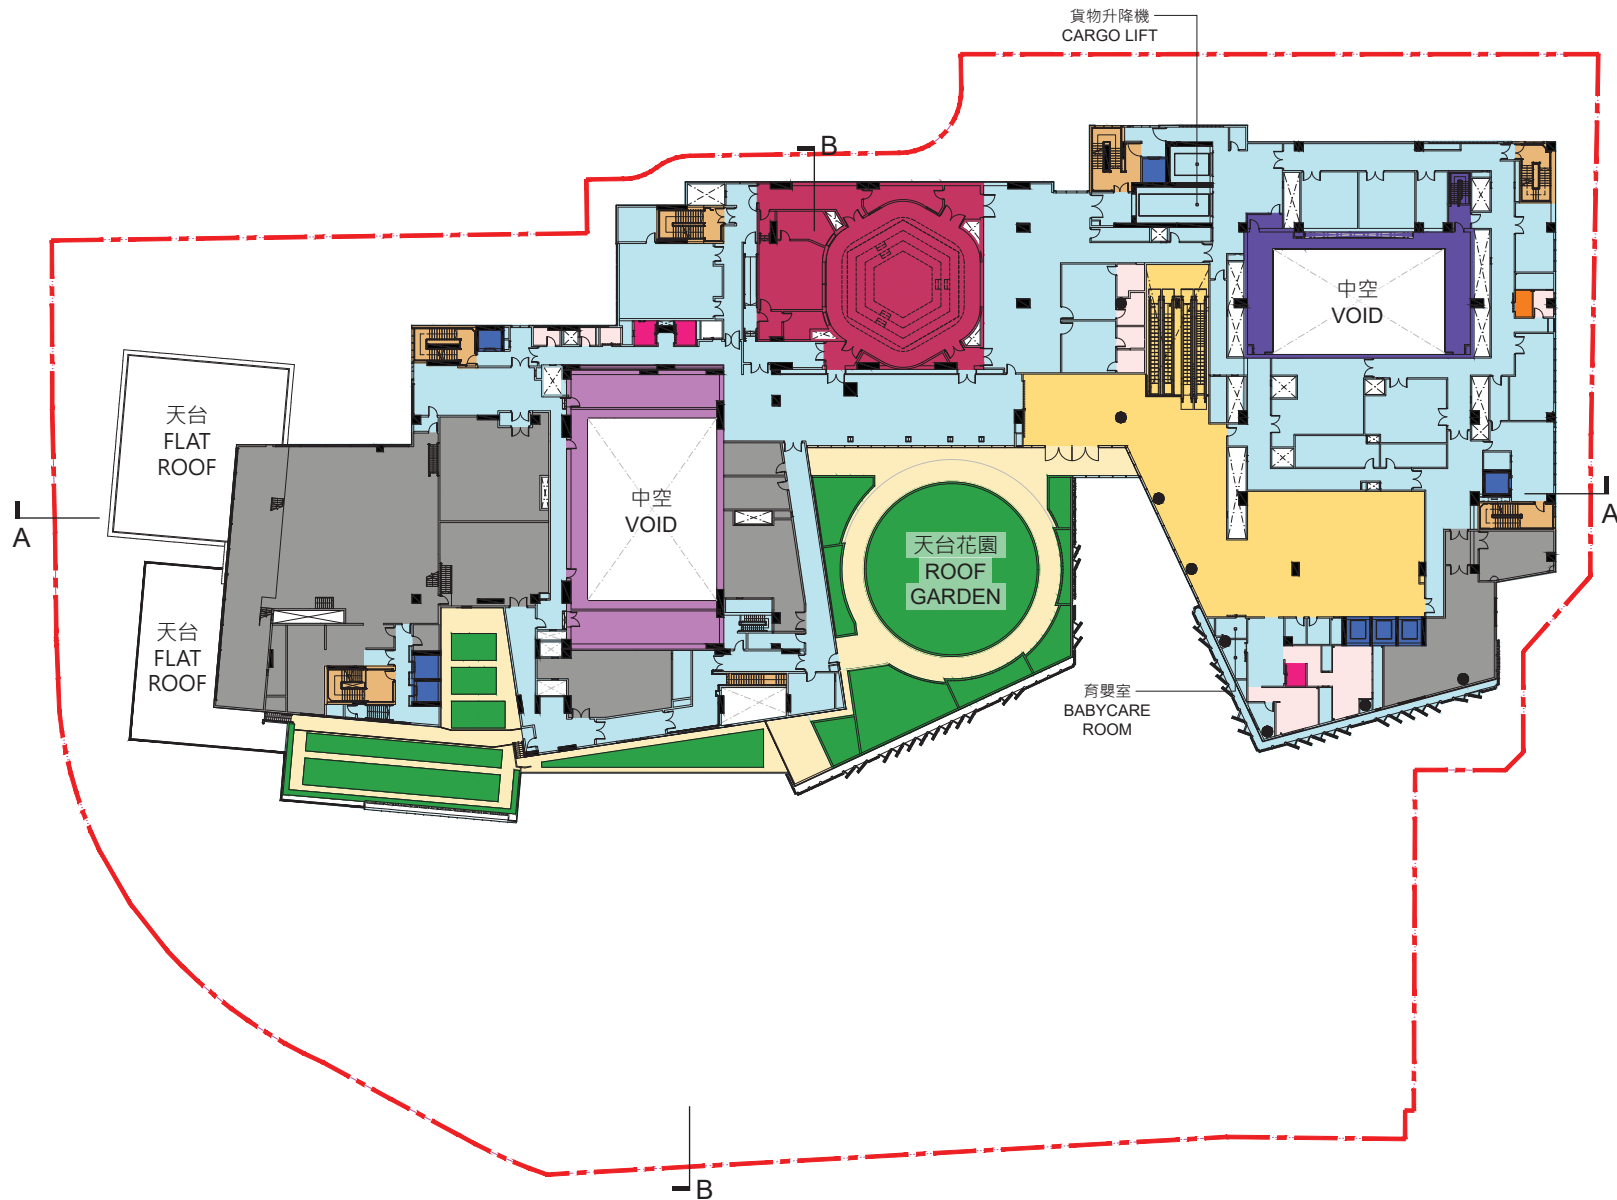 貨物升降機
CARGO LIFT
B
中空
VOID
天台
FLAT
ROOF
中空
VOID
A
A
天台花園
ROOF
GARDEN
天台
FLAT
ROOF
育嬰室
BABYCARE
ROOM
B